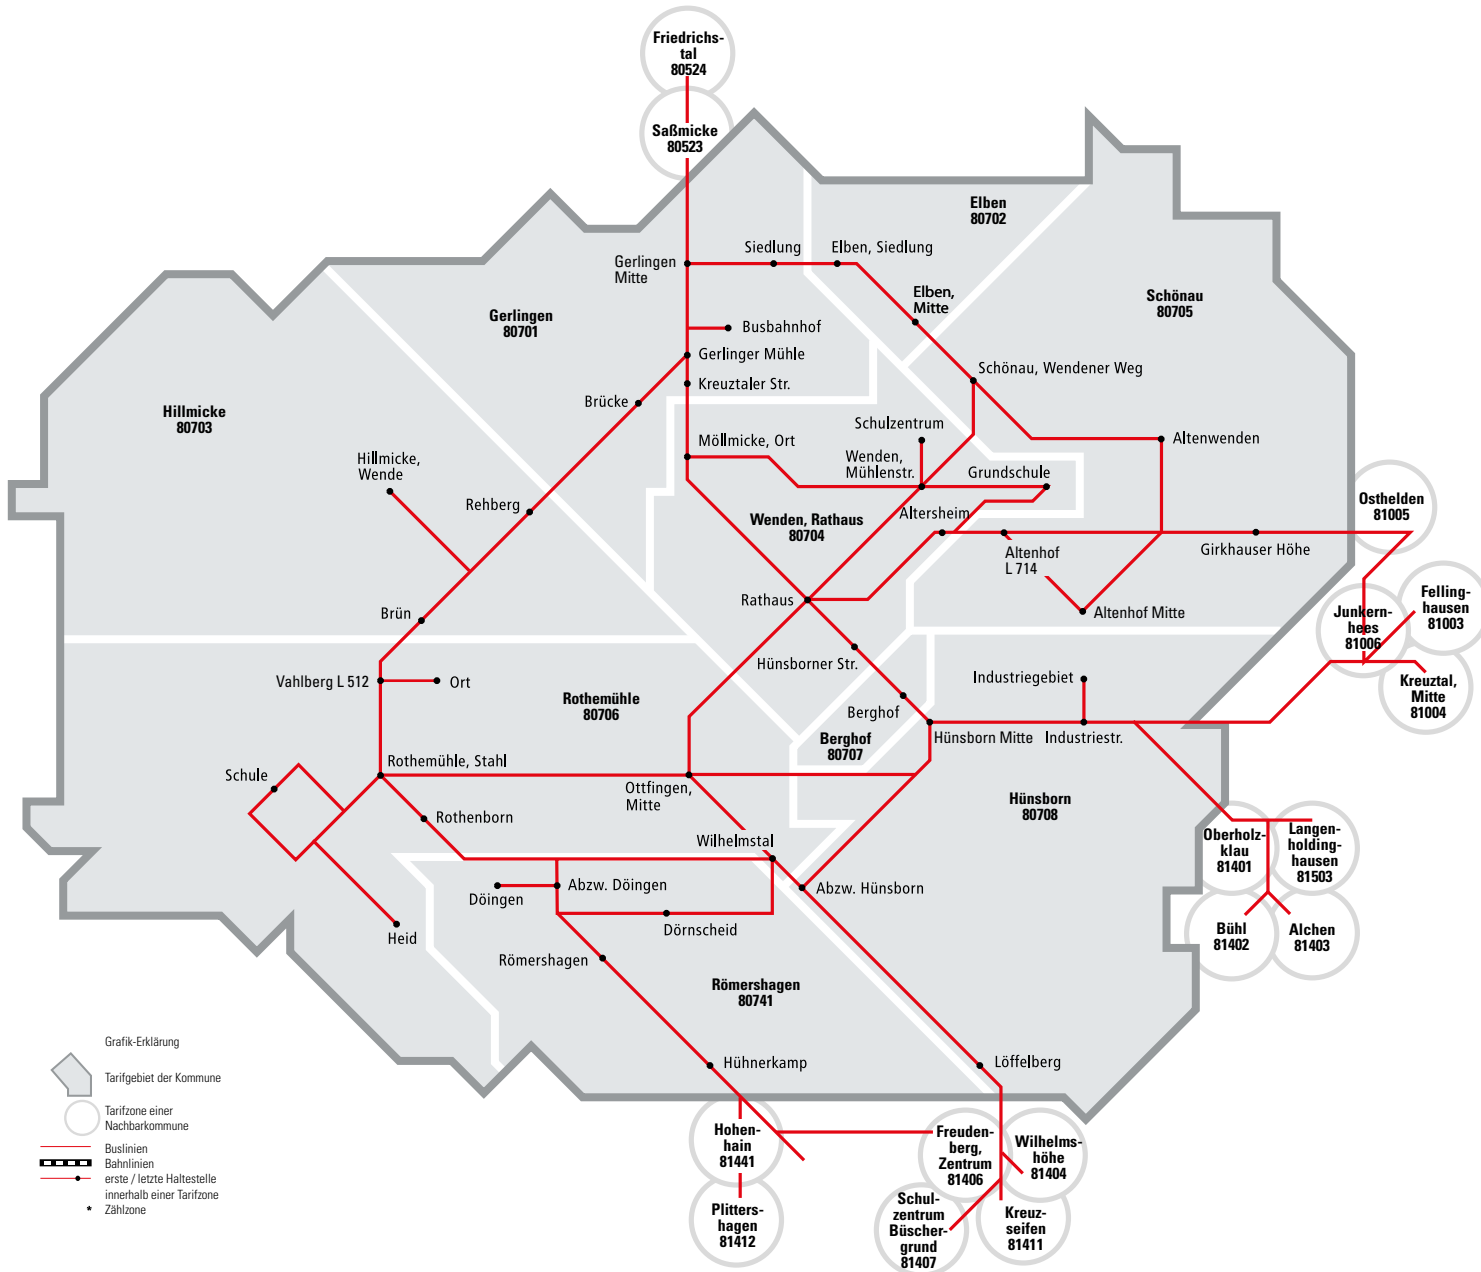 Friedrichs-
tal
80524
Saßmicke
80523
Elben
80702
Gerlingen
Mitte
Siedlung
Elben, Siedlung
Elben,
Mitte
Schönau
80705
Gerlingen
80701
Busbahnhof
Gerlinger Mühle
Kreuztaler Str.
Schönau, Wendener Weg
Brücke
Hillmicke
80703
Möllmicke, Ort
Schulzentrum
Altenwenden
Hillmicke,
Wende
Wenden,
Mühlenstr.
Grundschule
Rehberg
Wenden, Rathaus
80704
Altersheim
Osthelden
81005
Altenhof
L 714
Girkhauser Höhe
Felling-
hausen
81003
Rathaus
Altenhof Mitte
Junkern-
hees
81006
Brün
Hünsborner Str.
Vahlberg L 512
Ort
Industriegebiet
Kreuztal,
Mitte
81004
Rothemühle
80706
Berghof
Berghof
80707
Hünsborn Mitte
Industriestr.
Rothemühle, Stahl
Schule
Ottfingen,
Mitte
Hünsborn
80708
Rothenborn
Wilhelmstal
Oberholz-
klau
81401
Langen-
holding-
hausen
81503
Döingen
Abzw. Döingen
Abzw. Hünsborn
Heid
Dörnscheid
Bühl
81402
Alchen
81403
Römershagen
Römershagen
80741
Hühnerkamp
Löffelberg
Grafik-Erklärung
Tarifgebiet der Kommune
Tarifzone einer
Nachbarkommune
Buslinien
Bahnlinien
erste / letzte Haltestelle
innerhalb einer Tarifzone
* Zählzone
Hohen-
hain
81441
Freuden-
berg,
Zentrum
81406
Wilhelms-
höhe
81404
Plitters-
hagen
81412
Schul-
zentrum
Büscher-
grund
81407
Kreuz-
seifen
81411